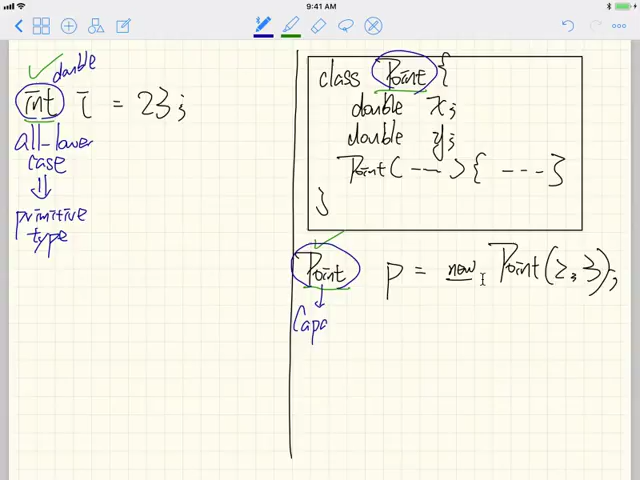 9:41 AM
double
int i = 23;
all-lower
case
primitive
type
class Point {
double x;
double y;
Point( ---- ) { ---- }
}
Point p = new Point(2, 3);
Capa